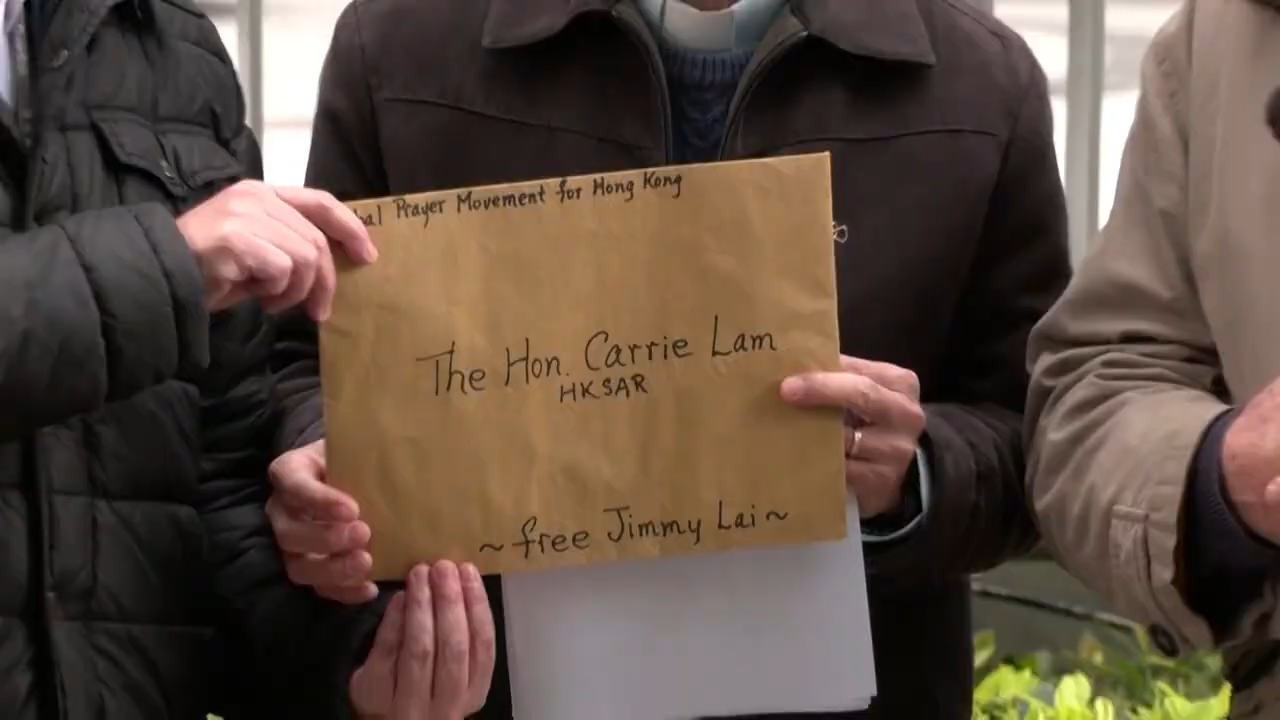 Prayer Movement for Hong Kong
The Hon. Carrie Lam
HKSAR
~ free Jimmy Lai ~